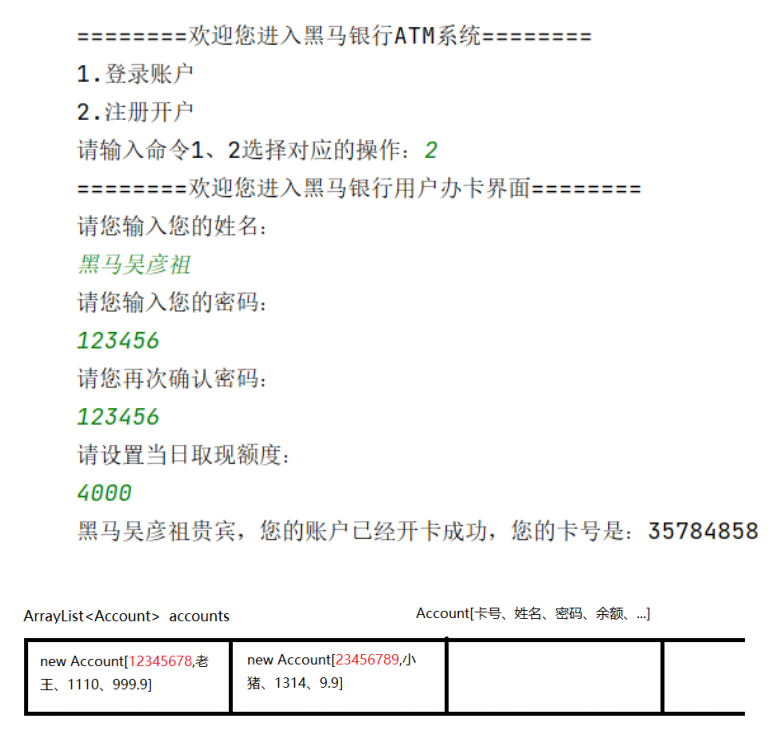 ========欢迎您进入黑马银行ATM系统========
1.登录账户
2.注册开户
请输入命令1、2选择对应的操作：2
========欢迎您进入黑马银行用户办卡界面========
请您输入您的姓名：
黑马吴彦祖
请您输入您的密码：
123456
请您再次确认密码：
123456
请设置当日取现额度：
4000
黑马吴彦祖贵宾，您的账户已经开卡成功，您的卡号是：35784858
ArrayList<Account> accounts
Account[卡号、姓名、密码、余额、...]
new Account[12345678,老
王、1110、999.9]
new Account[23456789,小
猪、1314、9.9]